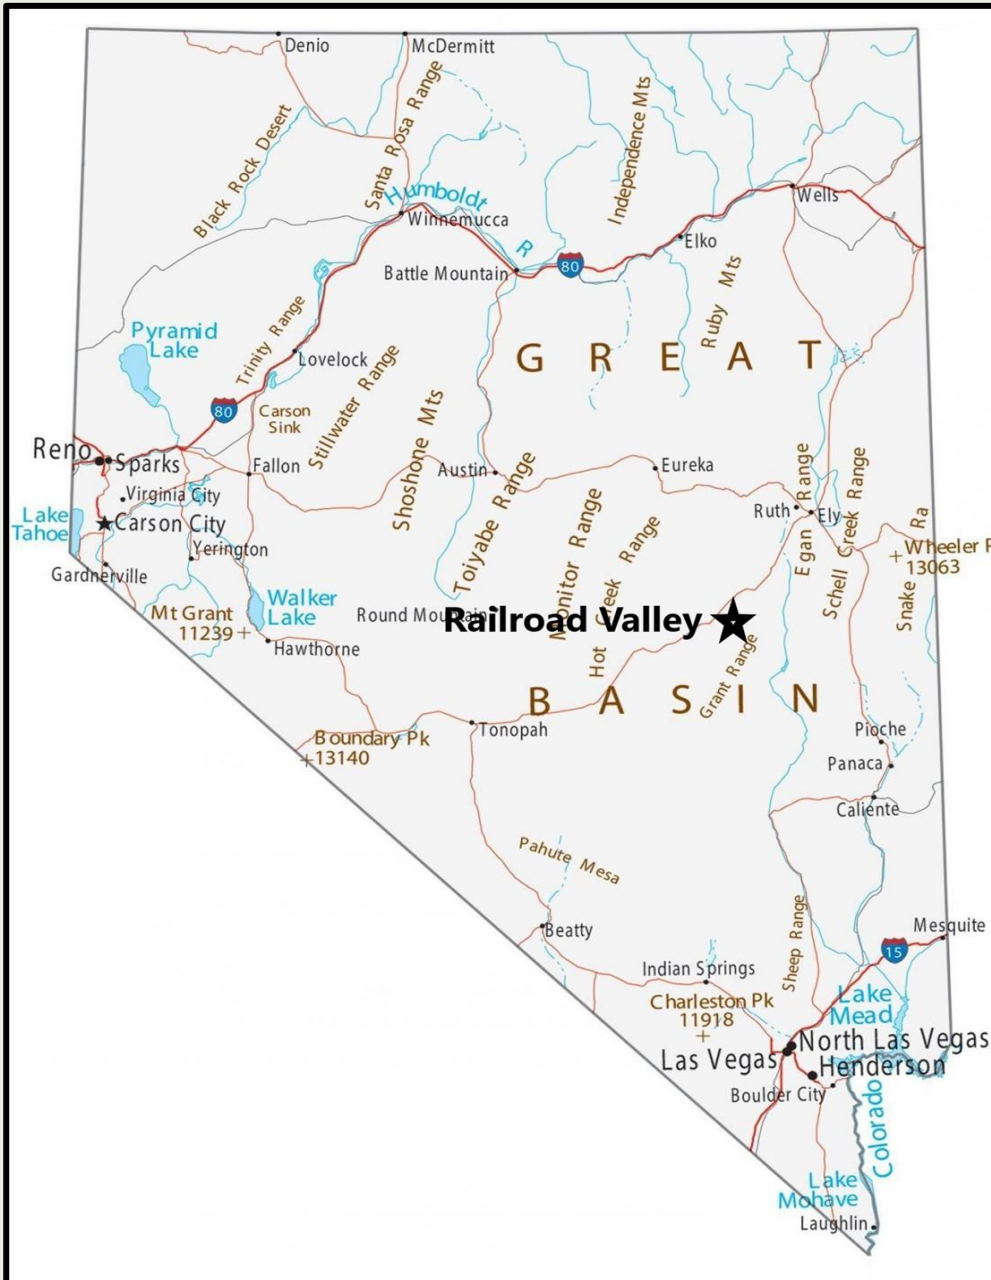 Denio
McDermitt
Santa Rosa Range
Independence Mts
Black Rock Desert
Humboldt
R
Wells
Winnemucca
Elko
Battle Mountain
80
Ruby Mts
Pyramid
Lake
Trinity Range
GREAT
Lovelock
Stillwater Range
80
Carson
Sink
Shoshone Mts
Reno
Sparks
Fallon
Austin
Eureka
Toiyabe Range
Egan Range
Schell Creek Range
Virginia City
Monitor Range
Ruth
Ely
Lake
Tahoe
Carson City
Hot Creek Range
Snake Ra
Yerington
Wheeler P
13063
Gardnerville
Walker
Lake
Mt Grant
11239
Round Mountain
Railroad Valley
Hawthorne
Grant Range
BASIN
Tonopah
Pioche
Boundary Pk
13140
Panaca
Caliente
Pahute Mesa
Sheep Range
Beatty
Mesquite
15
Indian Springs
Lake
Mead
Charleston Pk
11918
North Las Vegas
Las Vegas
Henderson
Boulder City
Colorado
Lake
Mohave
Laughlin